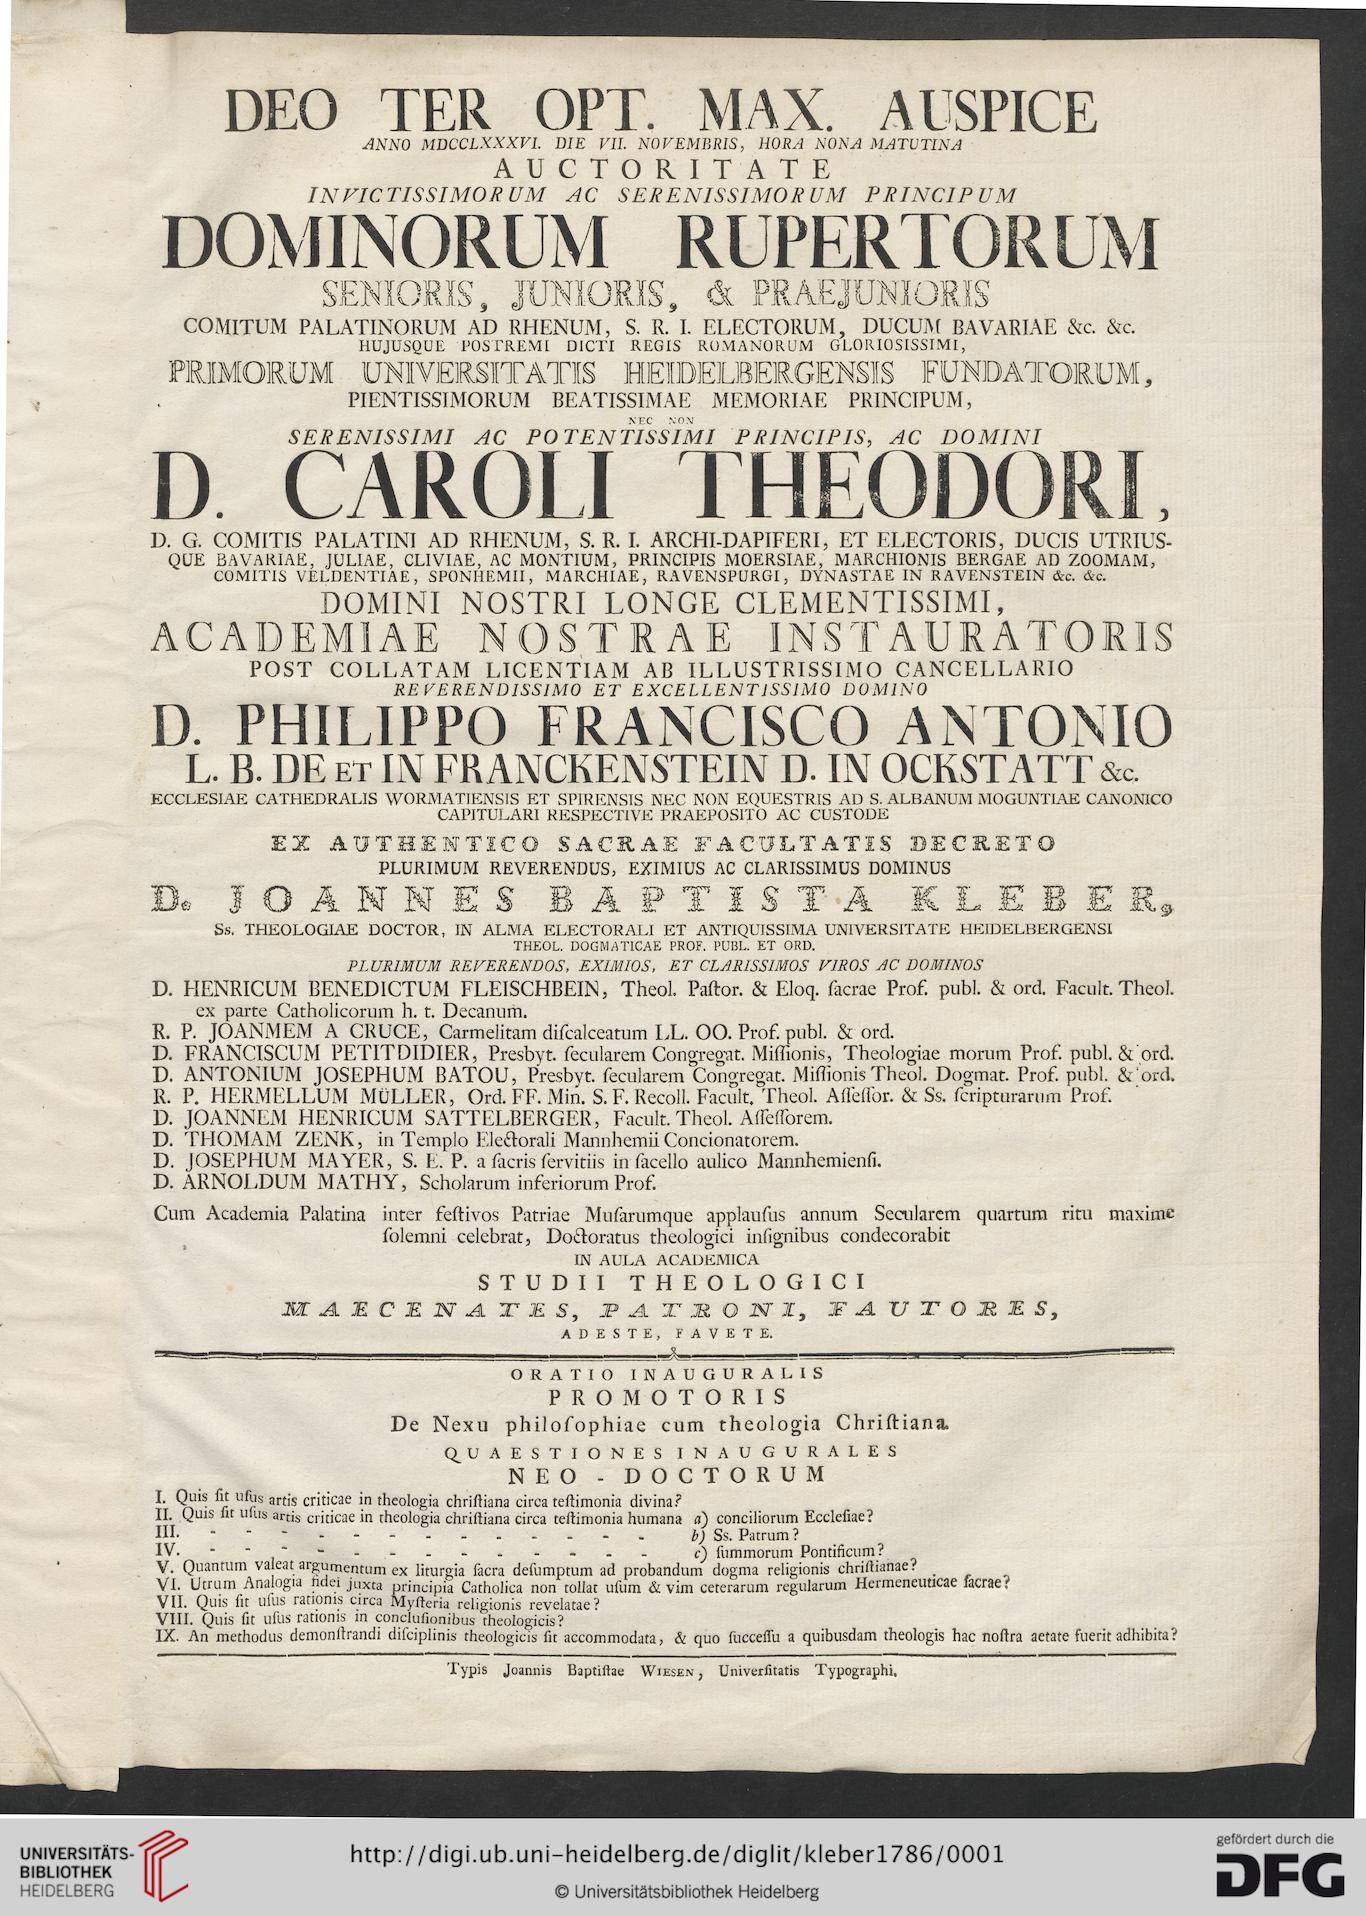 DEO TER OPT. MAX. AUSPICE
ANNO MDCCLXXXVI. DIE VII. NOVEMBRIS, HORA NONA MATUTINA
AUCTORITATE
INVICTISSIMORUM AC SERENISSIMORUM PRINCIPUM
DOMINORUM RUPERTORUM
SENIORIS, JUNIORIS, & PRAEJUNIORIS
COMITUM PALATINORUM AD RHENUM, S. R. I. ELECTORUM, DUCUM BAVARIAE &c. &c.
HUJUSQUE POSTREMI DICTI REGIS ROMANORUM GLORIOSISSIMI,
PRIMORUM UNIVERSITATIS HEIDELBERGENSIS FUNDATORUM,
PIENTISSIMORUM BEATISSIMAE MEMORIAE PRINCIPUM,
NEC NON
SERENISSIMI AC POTENTISSIMI PRINCIPIS, AC DOMINI
D. CAROLI THEODORI,
D. G. COMITIS PALATINI AD RHENUM, S. R. I. ARCHI-DAPIFERI, ET ELECTORIS, DUCIS UTRIUS-
QUE BAVARIAE, JULIAE, CLIVIAE, AC MONTIUM, PRINCIPIS MOERSIAE, MARCHIONIS BERGAE AD ZOOMAM,
COMITIS VELDENTIAE, SPONHEMII, MARCHIAE, RAVENSPURGI, DYNASTAE IN RAVENSTEIN &c. &c.
DOMINI NOSTRI LONGE CLEMENTISSIMI,
ACADEMIAE NOSTRAE INSTAURATORIS
POST COLLATAM LICENTIAM AB ILLUSTRISSIMO CANCELLARIO
REVERENDISSIMO ET EXCELLENTISSIMO DOMINO
D. PHILIPPO FRANCISCO ANTONIO
L. B. DE ET IN FRANCKENSTEIN D. IN OCKSTATT &c.
ECCLESIAE CATHEDRALIS WORMATIENSIS ET SPIRENSIS NEC NON EQUESTRIS AD S. ALBANUM MOGUNTIAE CANONICO
CAPITULARI RESPECTIVE PRAEPOSITO AC CUSTODE
EX AUTHENTICO SACRAE FACULTATIS DECRETO
PLURIMUM REVERENDUS, EXIMIUS AC CLARISSIMUS DOMINUS
D. JOANNES BAPTISTA KLEBER,
Ss. THEOLOGIAE DOCTOR, IN ALMA ELECTORALI ET ANTIQUISSIMA UNIVERSITATE HEIDELBERGENSI
THEOL. DOGMATICAE PROF. PUBL. ET ORD.
PLURIMUM REVERENDOS, EXIMIOS, ET CLARISSIMOS VIROS AC DOMINOS
D. HENRICUM BENEDICTUM FLEISCHBEIN, Theol. Paſtor. & Eloq. ſacrae Prof. publ. & ord. Facult. Theol.
ex parte Catholicorum h. t. Decanum.
R. P. JOANMEM A CRUCE, Carmelitam diſcalceatum LL. OO. Prof. publ. & ord.
D. FRANCISCUM PETITDIDIER, Presbyt. ſecularem Congregat. Miſſionis, Theologiae morum Prof. publ. & ord.
D. ANTONIUM JOSEPHUM BATOU, Presbyt. ſecularem Congregat. Miſſionis Theol. Dogmat. Prof. publ. & ord.
R. P. HERMELLUM MÜLLER, Ord. FF. Min. S. F. Recoll. Facult. Theol. Aſſeſſor. & Ss. ſcripturarum Prof.
D. JOANNEM HENRICUM SATTELBERGER, Facult. Theol. Aſſeſſorem.
D. THOMAM ZENK, in Templo Electorali Mannhemii Concionatorem.
D. JOSEPHUM MAYER, S. E. P. a ſacris ſervitiis in ſacello aulico Mannhemienſi.
D. ARNOLDUM MATHY, Scholarum inferiorum Prof.
Cum Academia Palatina inter feſtivos Patriae Muſarumque applauſus annum Secularem quartum ritu maxime
ſolemni celebrat, Doctoratus theologici inſignibus condecorabit
IN AULA ACADEMICA
STUDII THEOLOGICI
MAECENATES, PATRONI, FAUTORES,
ADESTE, FAVETE.
ORATIO INAUGURALIS
PROMOTORIS
De Nexu philoſophiae cum theologia Chriſtiana.
QUAESTIONES INAUGURALES
NEO-DOCTORUM
I. Quis ſit uſus artis criticae in theologia chriſtiana circa teſtimonia divina?
II. Quis ſit uſus artis criticae in theologia chriſtiana circa teſtimonia humana a) conciliorum Eccleſiae?
III. - - - - - - - - - - - - - b) Ss. Patrum?
IV. - - - - - - - - - - - - - c) ſummorum Pontificum?
V. Quantum valeat argumentum ex liturgia ſacra deſumptum ad probandum dogma religionis chriſtianae?
VI. Utrum Analogia fidei juxta principia Catholica non tollat uſum & vim ceterarum regularum Hermeneuticae ſacrae?
VII. Quis ſit uſus rationis circa Myſteria religionis revelatae?
VIII. Quis ſit uſus rationis in concluſionibus theologicis?
IX. An methodus demonſtrandi diſciplinis theologicis ſit accommodata, & quo ſucceſſu a quibusdam theologis hac noſtra aetate fuerit adhibita?
Typis Joannis Baptiſtae WIESEN, Univerſitatis Typographi.
UNIVERSITÄTS-
BIBLIOTHEK
HEIDELBERG
http://digi.ub.uni-heidelberg.de/diglit/kleber1786/0001
© Universitätsbibliothek Heidelberg
gefördert durch die
DFG